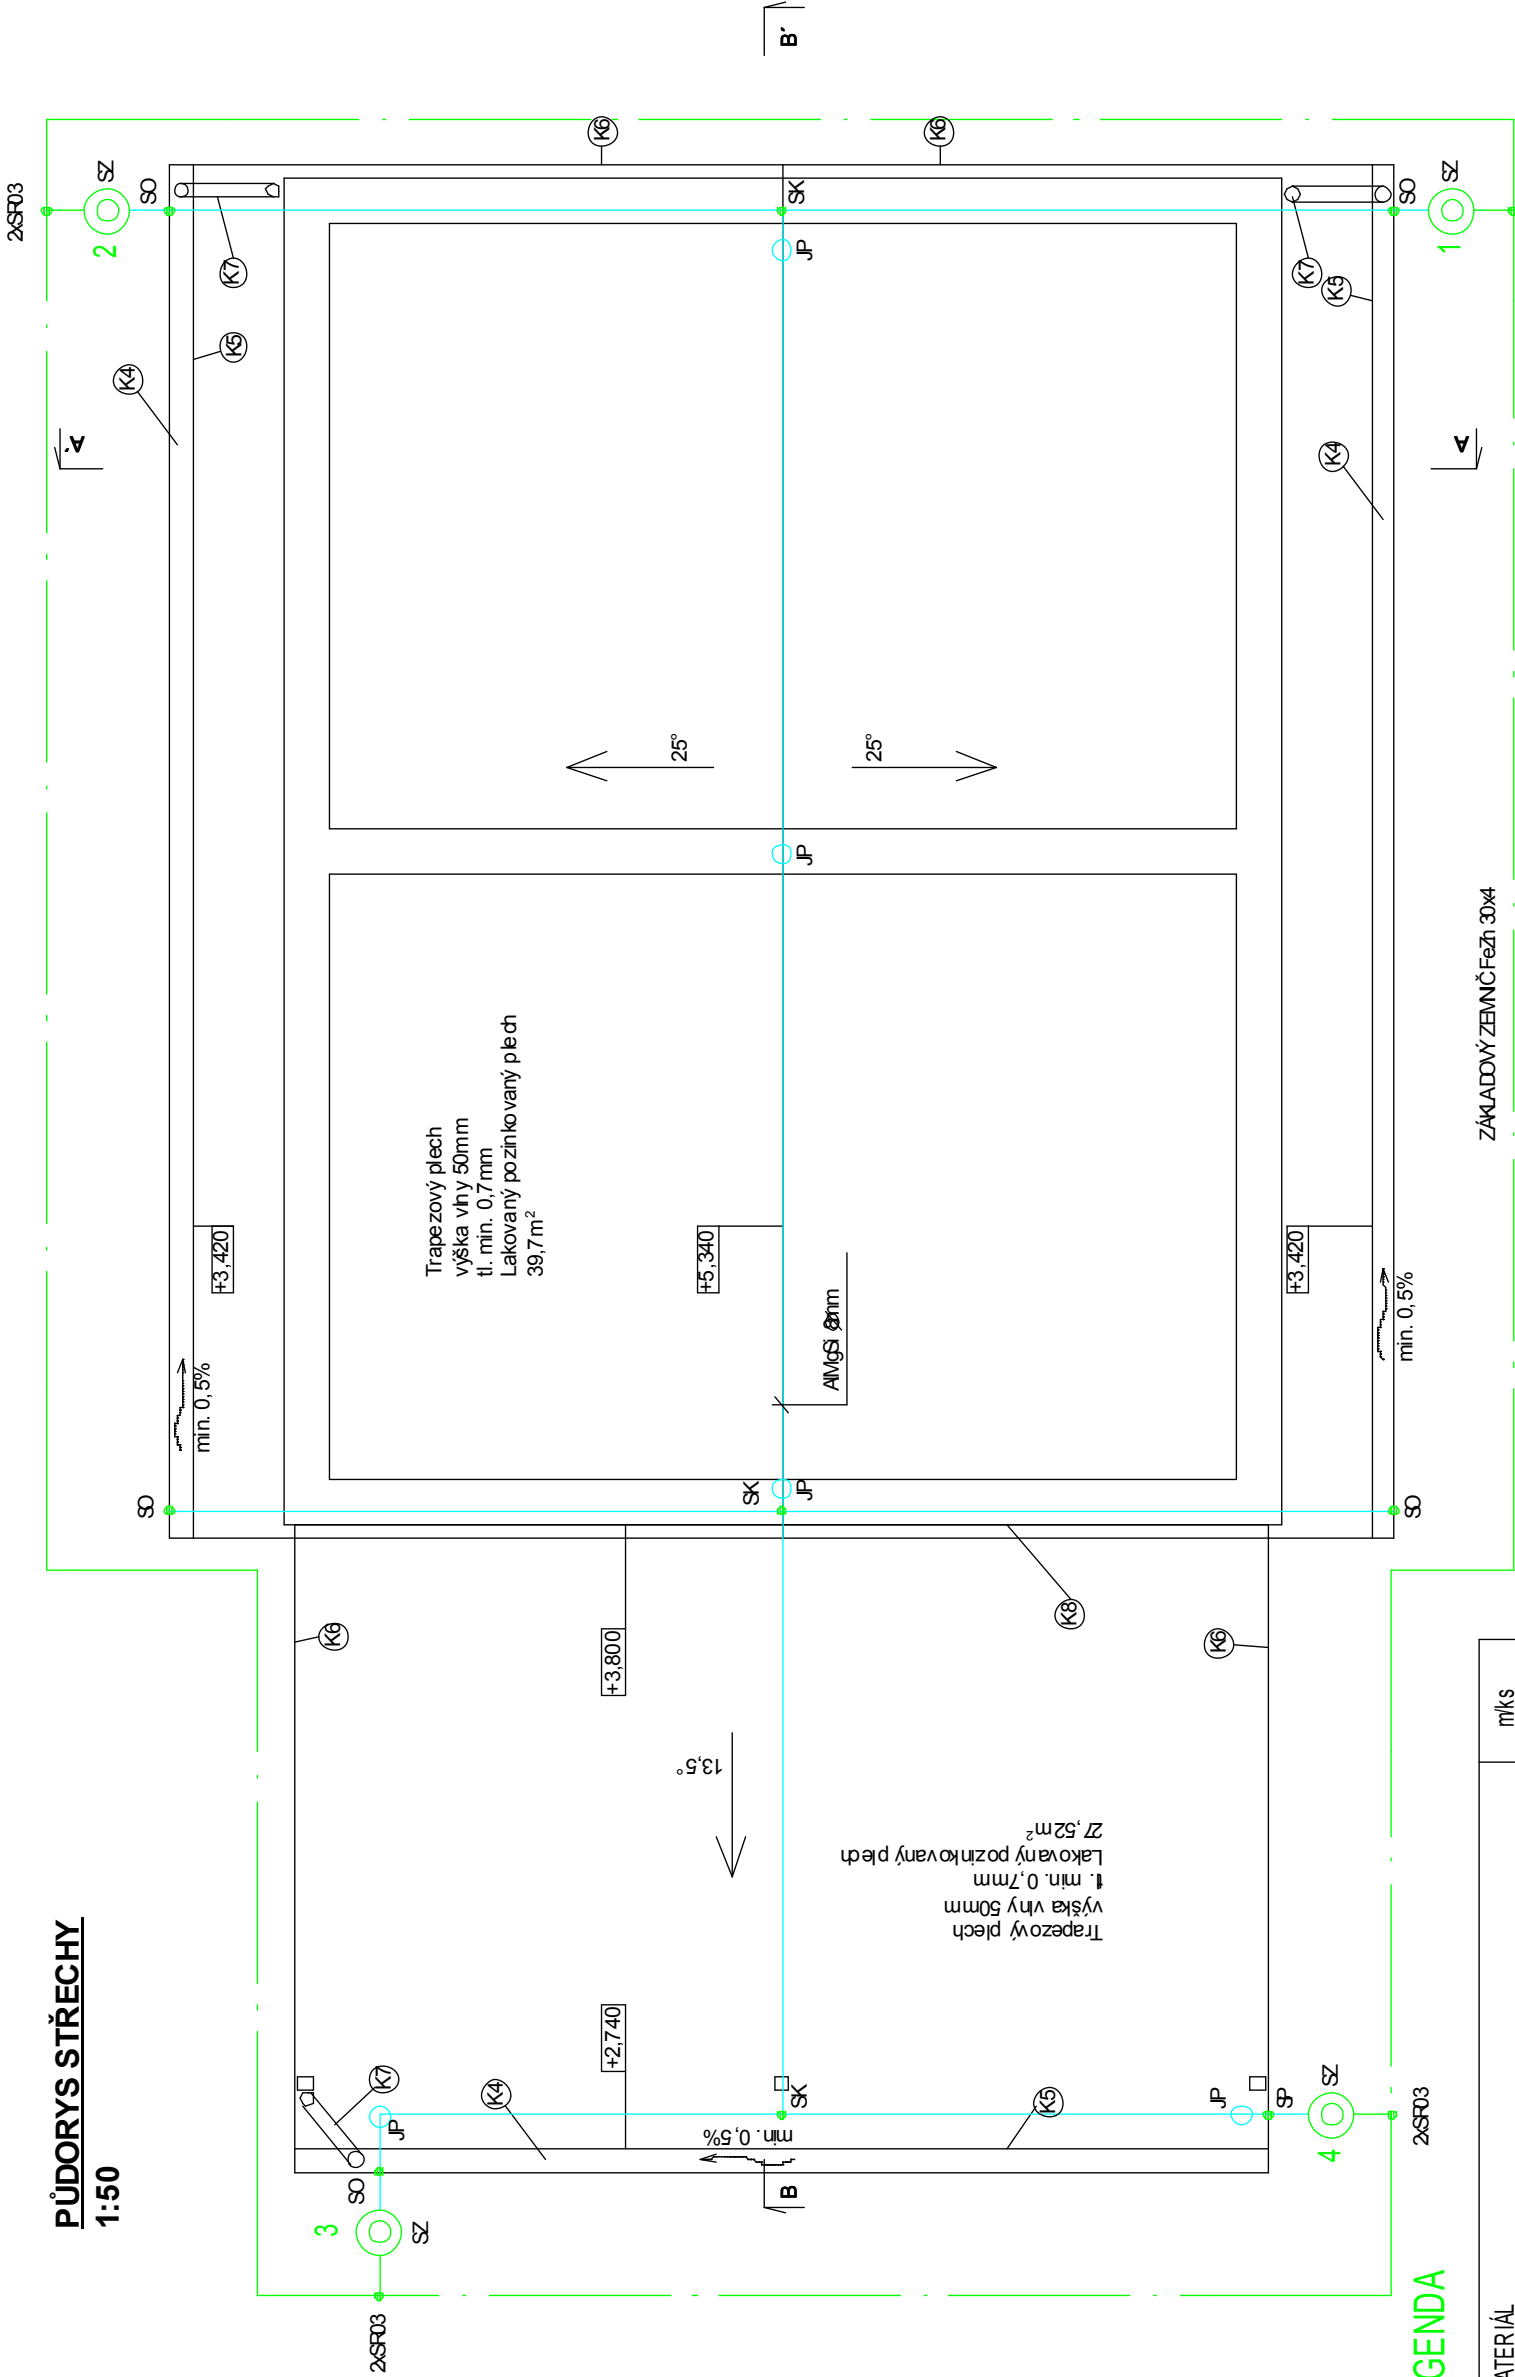 PŮDORYS STŘECHY
1:50
2xSR03
SZ
2
SO
K7
K5
K4
A'
K6
K6
B'
SK
JP
25°
25°
JP
SO
SZ
1
K7
K5
K4
A
Trapezový plech
výška vlny 50mm
tl. min. 0,7mm
Lakovaný pozinkovaný plech
39,7m²
+3,420
+5,340
+3,420
min. 0,5%
min. 0,5%
AlMgSi 8mm
ZÁKLADOVÝ ZEMNIČ FeZn 30x4
SO
SK
JP
SO
K6
+3,800
K8
K6
13,5°
Trapezový plech
výška vlny 50mm
tl. min. 0,7mm
Lakovaný pozinkovaný plech
27,52m²
+2,740
K7
JP
K4
SK
K5
JP
SP
SZ
4
2xSR03
min. 0,5%
B
SO
3
SZ
2xSR03
GENDA
ATERIÁL
m/ks